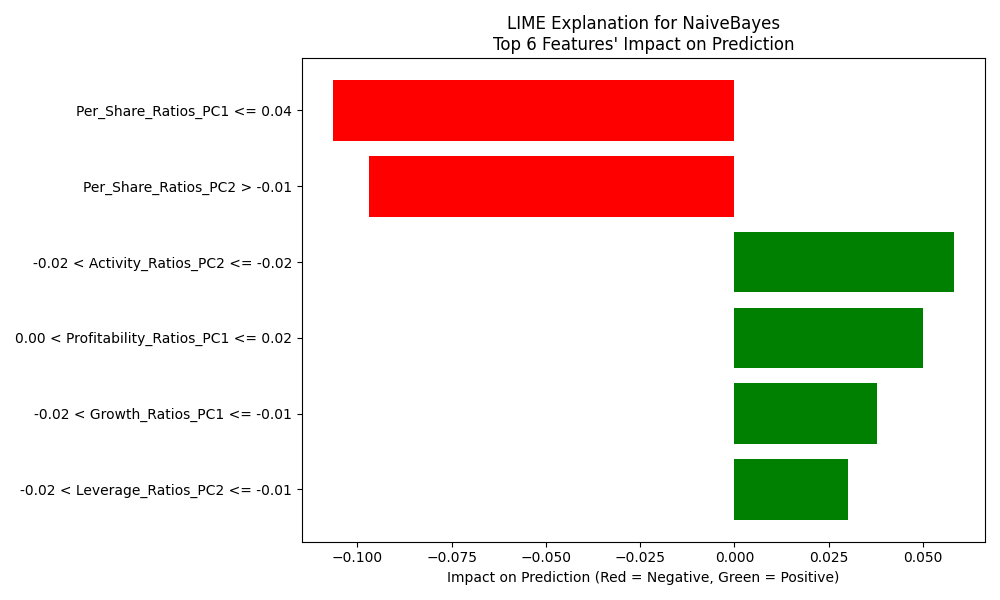 LIME Explanation for NaiveBayes
Top 6 Features' Impact on Prediction
Per_Share_Ratios_PC1 <= 0.04
Per_Share_Ratios_PC2 > -0.01
-0.02 < Activity_Ratios_PC2 <= -0.02
0.00 < Profitability_Ratios_PC1 <= 0.02
-0.02 < Growth_Ratios_PC1 <= -0.01
-0.02 < Leverage_Ratios_PC2 <= -0.01
−0.100 −0.075 −0.050 −0.025 0.000 0.025 0.050
Impact on Prediction (Red = Negative, Green = Positive)